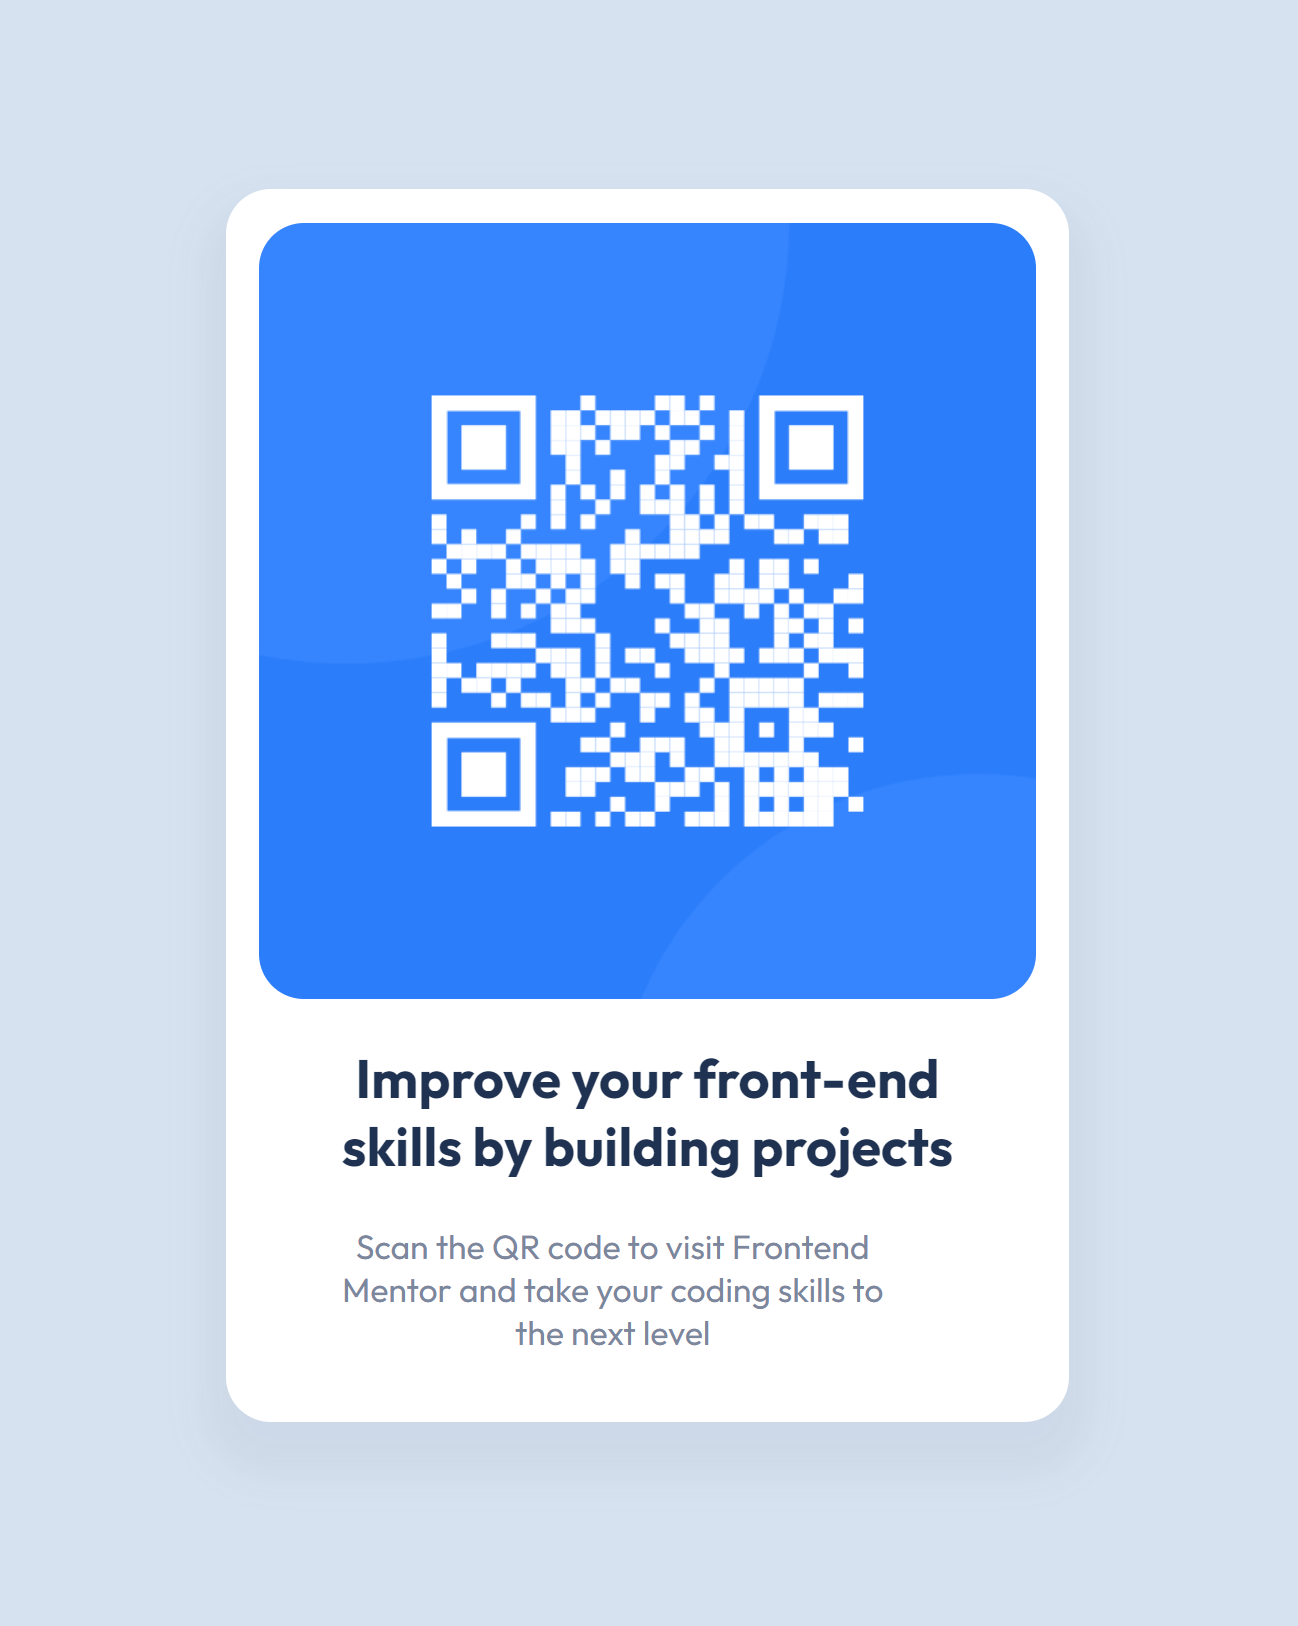 Improve your front-end
skills by building projects
Scan the QR code to visit Frontend
Mentor and take your coding skills to
the next level